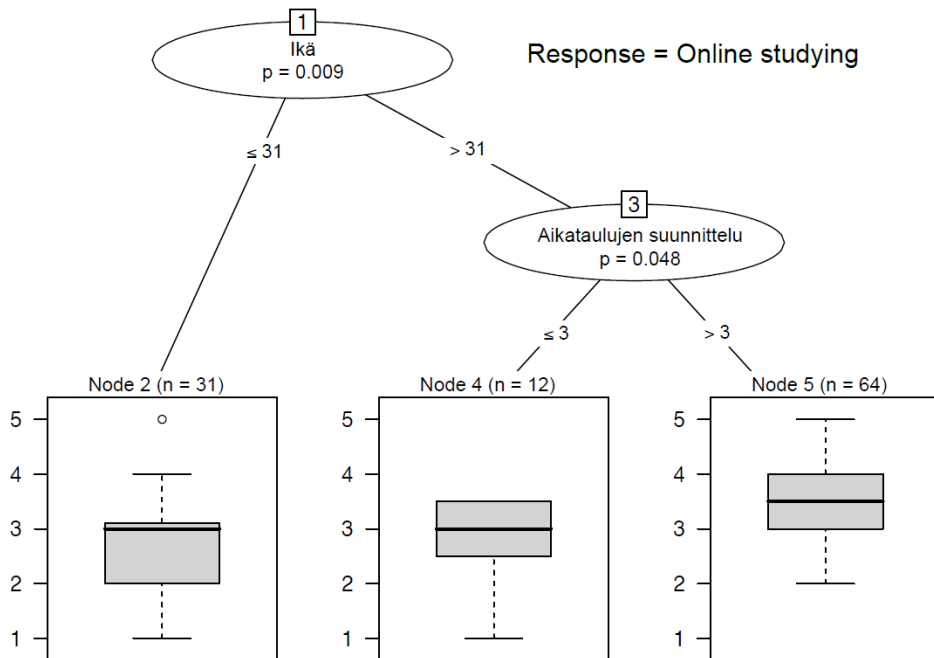 1
Ikä
p = 0.009
Response = Online studying
≤ 31
> 31
3
Aikataulujen suunnittelu
p = 0.048
≤ 3
> 3
Node 2 (n = 31)
Node 4 (n = 12)
Node 5 (n = 64)
5
4
3
2
1
5
4
3
2
1
5
4
3
2
1